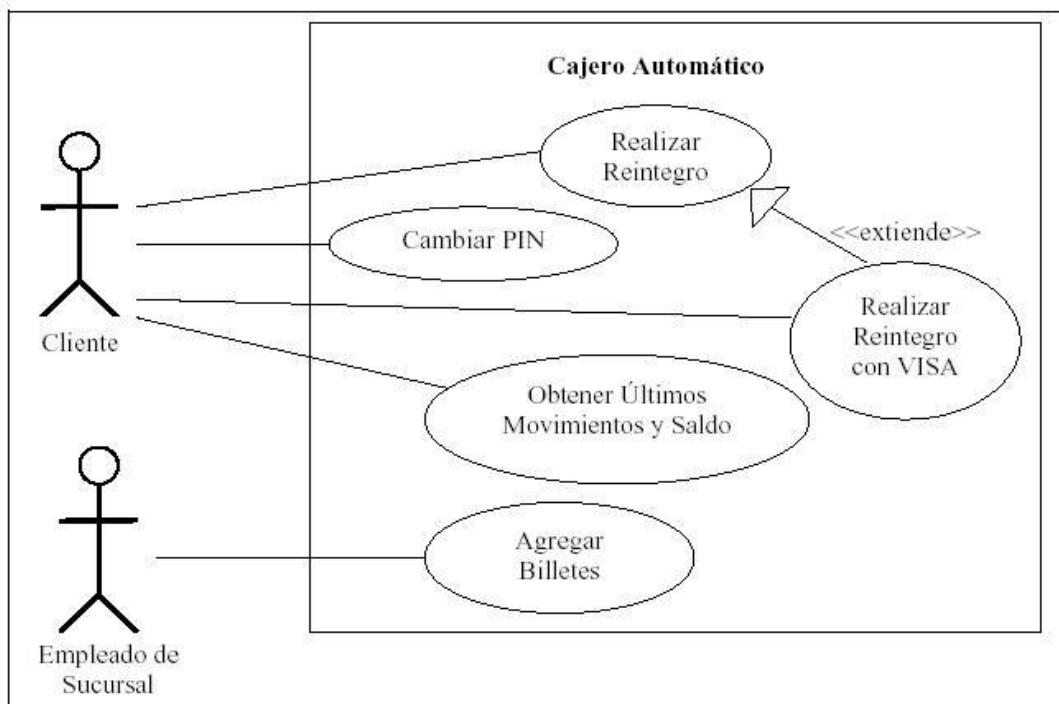 Cajero Automático
Realizar
Reintegro
Cambiar PIN
<<extiende>>
Realizar
Reintegro
con VISA
Cliente
Obtener Últimos
Movimientos y Saldo
Agregar
Billetes
Empleado de
Sucursal